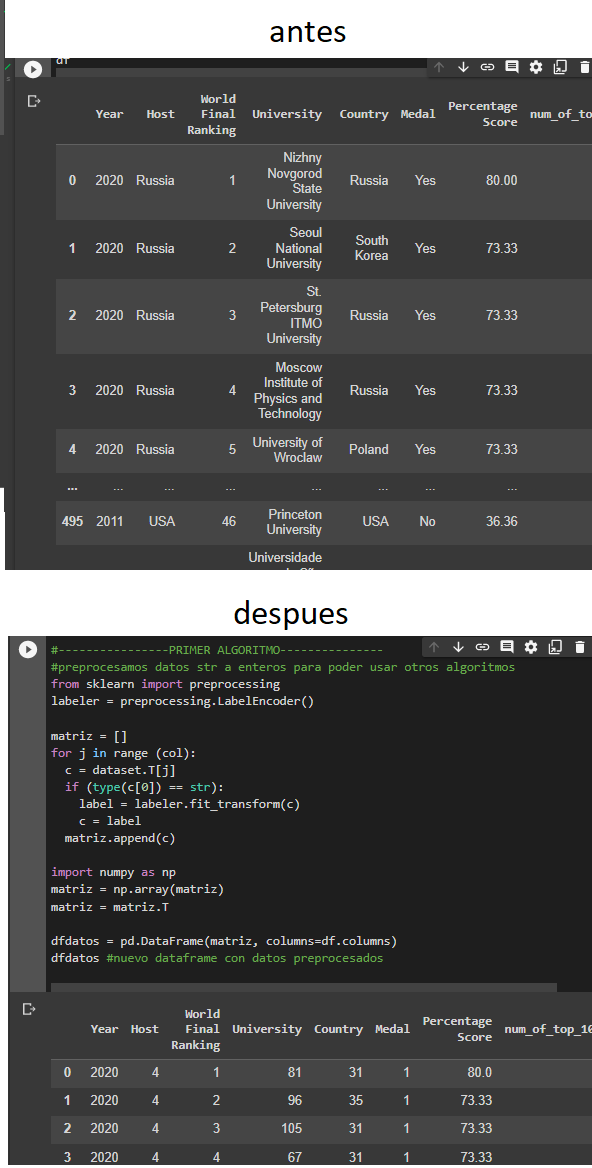 antes
df
Year Host World Final Ranking University Country Medal Percentage Score num_of_to
0 2020 Russia 1 Nizhny Novgorod State University Russia Yes 80.00
1 2020 Russia 2 Seoul National University South Korea Yes 73.33
2 2020 Russia 3 St. Petersburg ITMO University Russia Yes 73.33
3 2020 Russia 4 Moscow Institute of Physics and Technology Russia Yes 73.33
4 2020 Russia 5 University of Wroclaw Poland Yes 73.33
... ... ... ... ... ... ... ...
495 2011 USA 46 Princeton University USA No 36.36
Universidade
despues
#----------------PRIMER ALGORITMO---------------
#preprocesamos datos str a enteros para poder usar otros algoritmos
from sklearn import preprocessing
labeler = preprocessing.LabelEncoder()
matriz = []
for j in range (col):
c = dataset.T[j]
if (type(c[0]) == str):
label = labeler.fit_transform(c)
c = label
matriz.append(c)
import numpy as np
matriz = np.array(matriz)
matriz = matriz.T
dfdatos = pd.DataFrame(matriz, columns=df.columns)
dfdatos #nuevo dataframe con datos preprocesados
Year Host World Final Ranking University Country Medal Percentage Score num_of_top_10
0 2020 4 1 81 31 1 80.0
1 2020 4 2 96 35 1 73.33
2 2020 4 3 105 31 1 73.33
3 2020 4 4 67 31 1 73.33